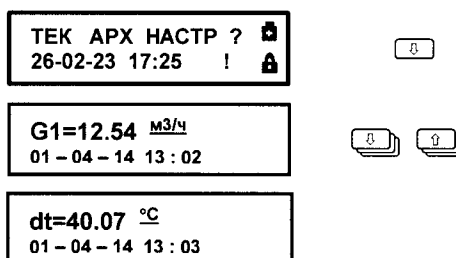 ТЕК АРХ НАСТР ?
26-02-23 17:25 !
G1=12.54 м3/ч
01 – 04 – 14 13 : 02
dt=40.07 °C
01 – 04 – 14 13 : 03